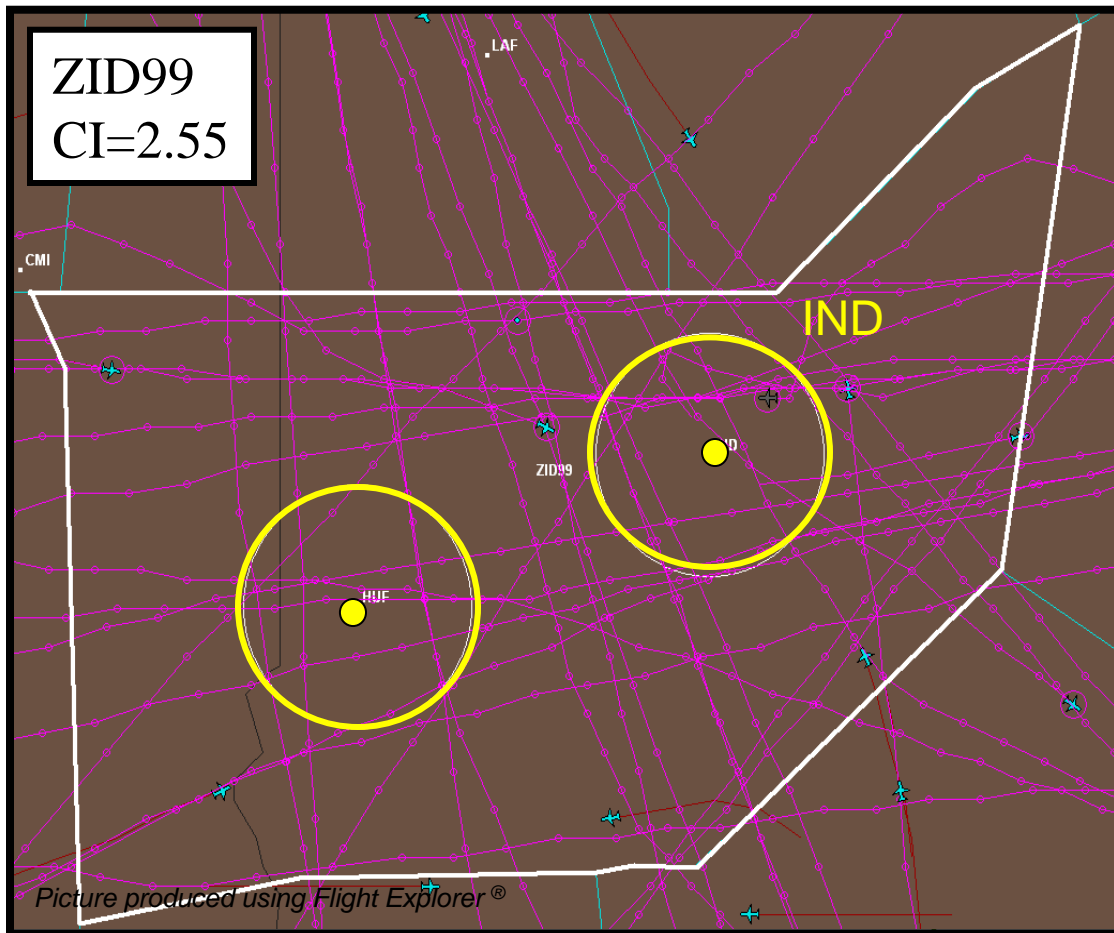 ZID99
CI=2.55
LAF
CMI
IND
ZID99
HUF
Picture produced using Flight Explorer ®